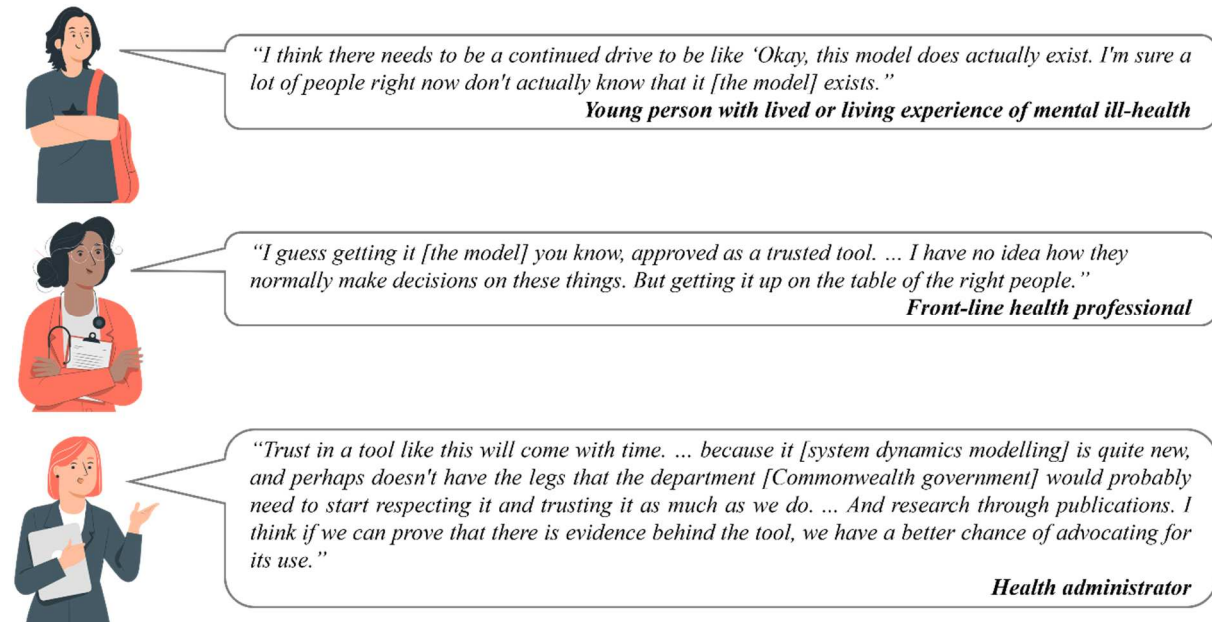 “I think there needs to be a continued drive to be like ‘Okay, this model does actually exist. I'm sure a
lot of people right now don't actually know that it [the model] exists.”
Young person with lived or living experience of mental ill-health
“I guess getting it [the model] you know, approved as a trusted tool. … I have no idea how they
normally make decisions on these things. But getting it up on the table of the right people.”
Front-line health professional
“Trust in a tool like this will come with time. … because it [system dynamics modelling] is quite new,
and perhaps doesn't have the legs that the department [Commonwealth government] would probably
need to start respecting it and trusting it as much as we do. … And research through publications. I
think if we can prove that there is evidence behind the tool, we have a better chance of advocating for
its use.”
Health administrator